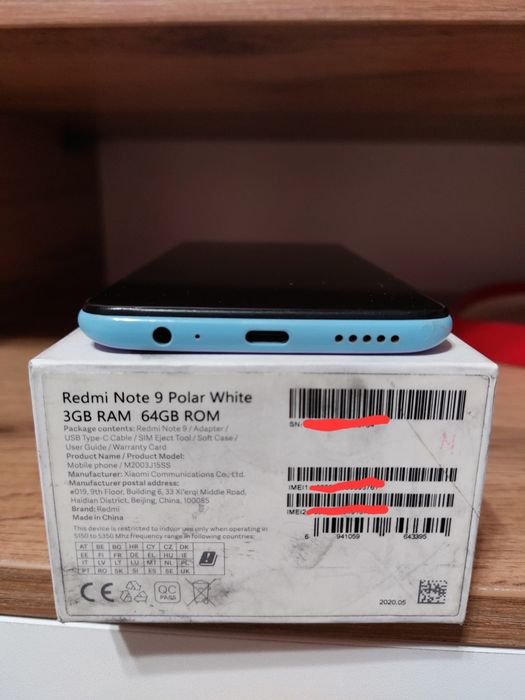 Redmi Note 9 Polar White
3GB RAM 64GB ROM
Package contents: Redmi Note 9 / Adapter /
USB Type-C Cable / SIM Eject Tool / Soft Case /
User Guide / Warranty Card
Product Name / Product Model:
Mobile phone / M2003J15SS
Manufacturer: Xiaomi Communications Co., Ltd.
Manufacturer postal address:
#019, 9th Floor, Building 6, 33 Xi'erqi Middle Road,
Haidian District, Beijing, China, 100085
Brand: Redmi
Made in China
This device is restricted to indoor use only when operating in
5150 to 5350 Mhz frequency range in following countries:
AT BE BG HR CY CZ DK
EE FI FR DE EL HU IE
IT LV LT LU MT NL PL
PT RO SK SI ES SE UK
CE
QC
PASS
SN:
IMEI1:
IMEI2:
6 941059 643395
2020.05